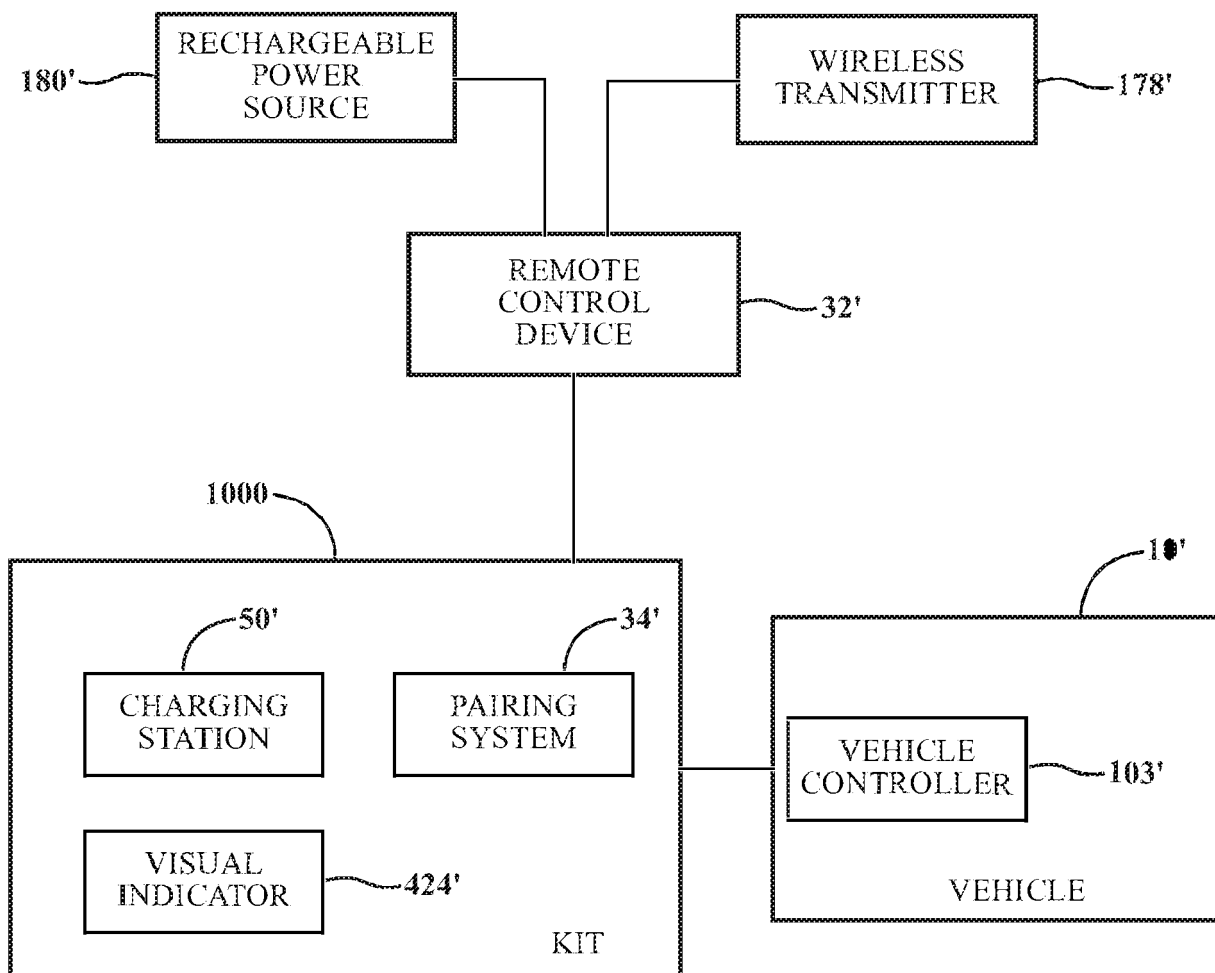 RECHARGEABLE
POWER
SOURCE
180'
WIRELESS
TRANSMITTER
178'
REMOTE
CONTROL
DEVICE
32'
1000
10'
50'
34'
CHARGING
STATION
PAIRING
SYSTEM
VEHICLE
CONTROLLER
103'
VISUAL
INDICATOR
424'
VEHICLE
KIT